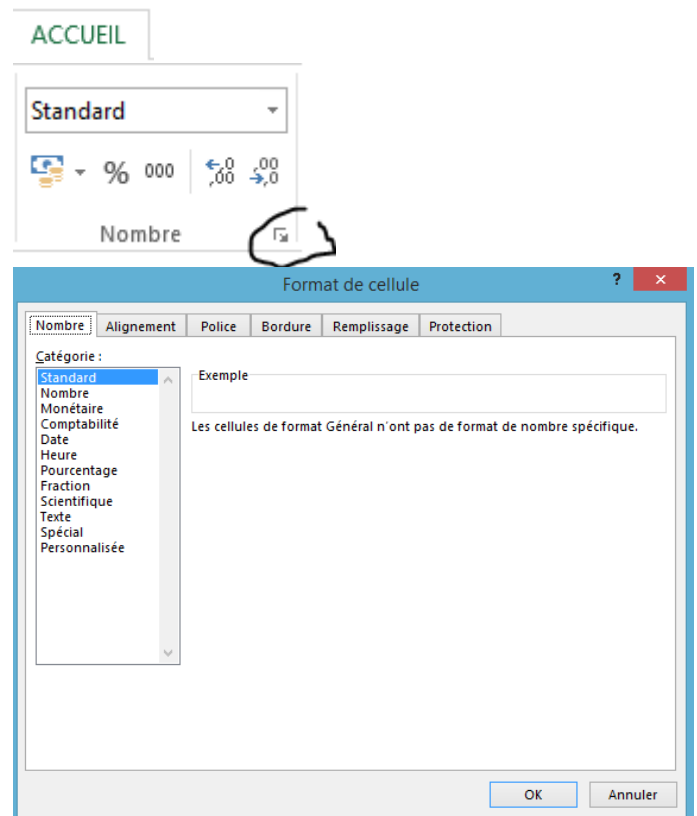 ACCUEIL
Standard
% 000 ,00 ,00
,00 ,0
Nombre
Format de cellule ?
Nombre Alignement Police Bordure Remplissage Protection
Catégorie :
Standard
Nombre
Monétaire
Comptabilité
Date
Heure
Pourcentage
Fraction
Scientifique
Texte
Spécial
Personnalisée
Exemple
Les cellules de format Général n'ont pas de format de nombre spécifique.
OK Annuler